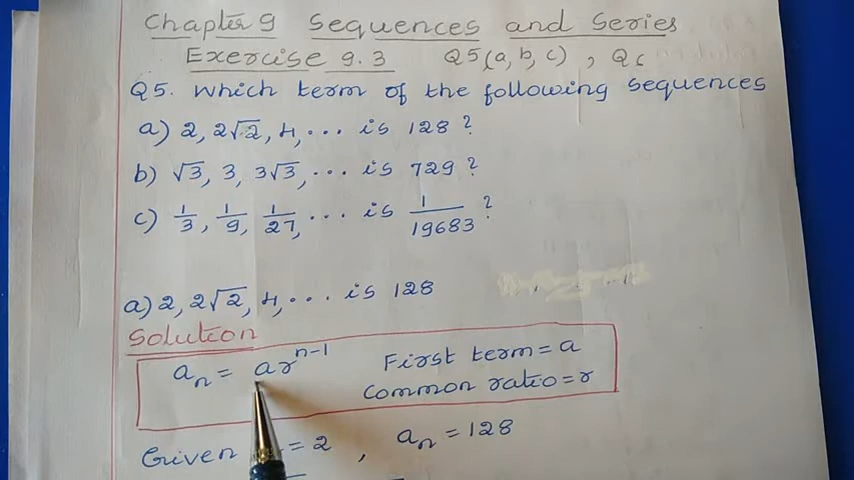 Chapter 9 Sequences and Series
Exercise 9.3 Q5(a, b, c), Q6
Q5. Which term of the following sequences
a) 2, 2√2, 4, ... is 128 ?
b) √3, 3, 3√3, ... is 729 ?
c) 1/3, 1/9, 1/27, ... is 1/19683 ?
a) 2, 2√2, 4, ... is 128
Solution
aₙ = arⁿ⁻¹ First term = a
Common ratio = r
Given = 2 , aₙ = 128